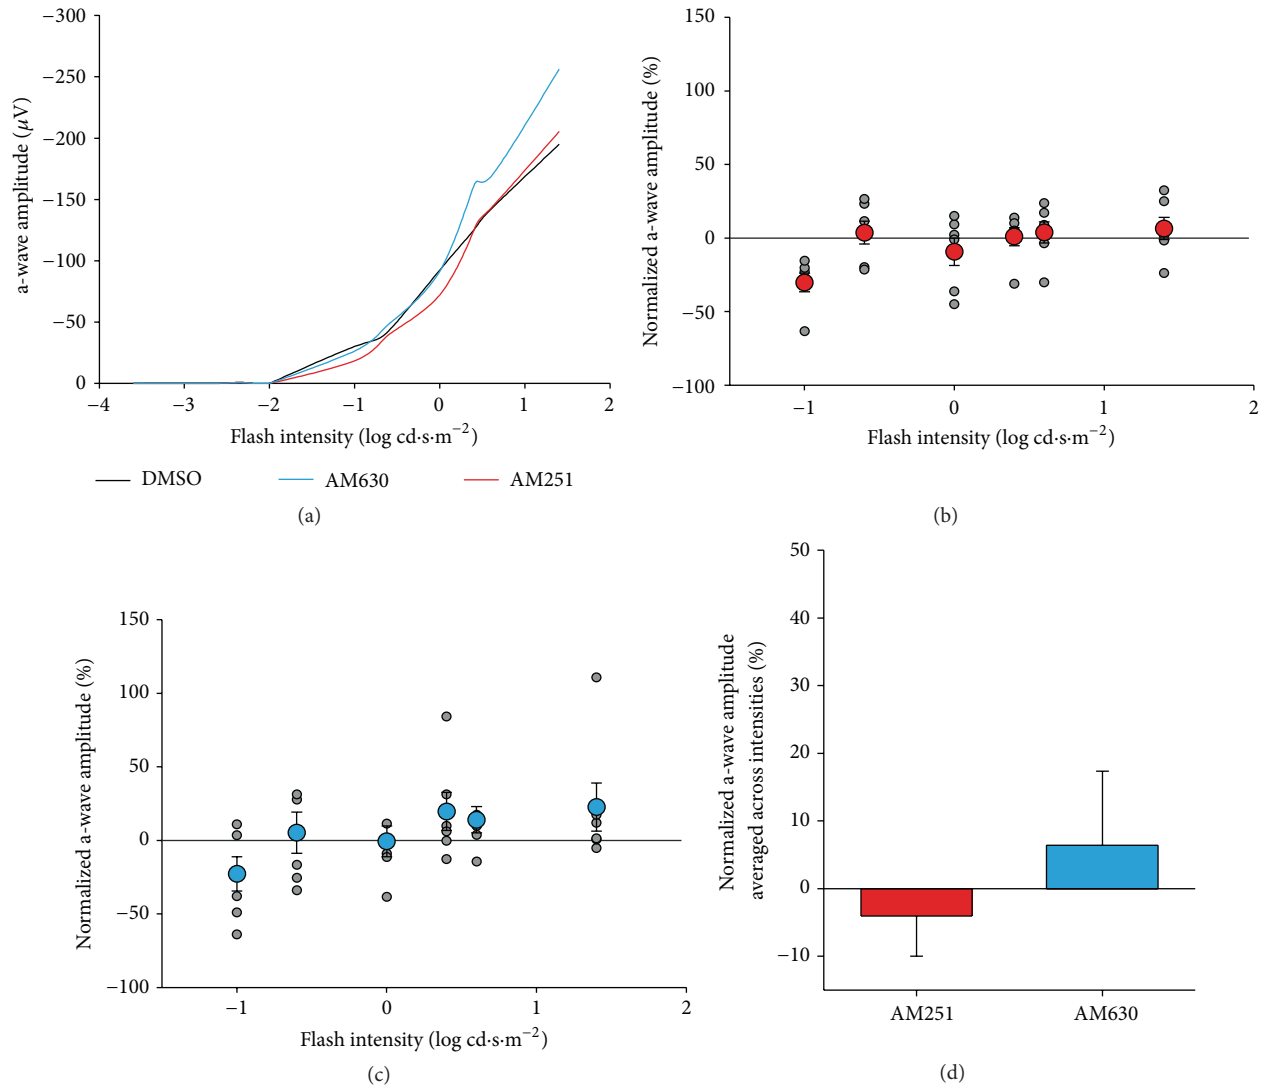 −300
−250
−200
−150
−100
−50
0
a-wave amplitude (μV)
−4 −3 −2 −1 0 1 2
Flash intensity (log cd·s·m−2)
DMSO AM630 AM251
(a)
150
100
50
0
−50
−100
Normalized a-wave amplitude (%)
−1 0 1 2
Flash intensity (log cd·s·m−2)
(b)
150
100
50
0
−50
−100
Normalized a-wave amplitude (%)
−1 0 1 2
Flash intensity (log cd·s·m−2)
(c)
50
40
30
20
10
0
−10
Normalized a-wave amplitude
averaged across intensities (%)
AM251 AM630
(d)